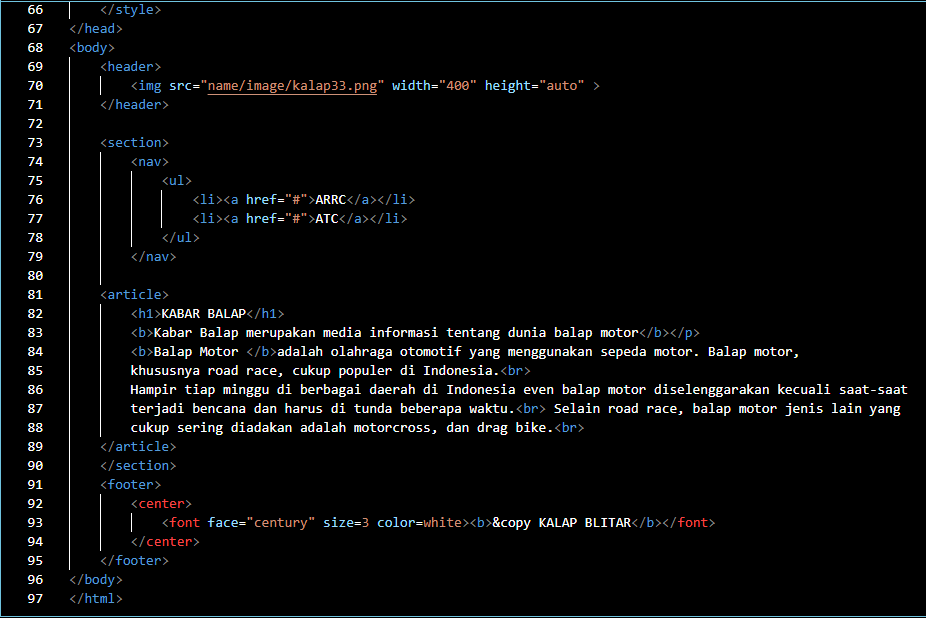 66 </style>
67 </head>
68 <body>
69 <header>
70 <img src="name/image/kalap33.png" width="400" height="auto" >
71 </header>
72
73 <section>
74 <nav>
75 <ul>
76 <li><a href="#">ARRC</a></li>
77 <li><a href="#">ATC</a></li>
78 </ul>
79 </nav>
80
81 <article>
82 <h1>KABAR BALAP</h1>
83 <b>Kabar Balap merupakan media informasi tentang dunia balap motor</b></p>
84 <b>Balap Motor </b>adalah olahraga otomotif yang menggunakan sepeda motor. Balap motor,
85 khususnya road race, cukup populer di Indonesia.<br>
86 Hampir tiap minggu di berbagai daerah di Indonesia even balap motor diselenggarakan kecuali saat-saat
87 terjadi bencana dan harus di tunda beberapa waktu.<br> Selain road race, balap motor jenis lain yang
88 cukup sering diadakan adalah motorcross, dan drag bike.<br>
89 </article>
90 </section>
91 <footer>
92 <center>
93 <font face="century" size=3 color=white><b>&copy KALAP BLITAR</b></font>
94 </center>
95 </footer>
96 </body>
97 </html>